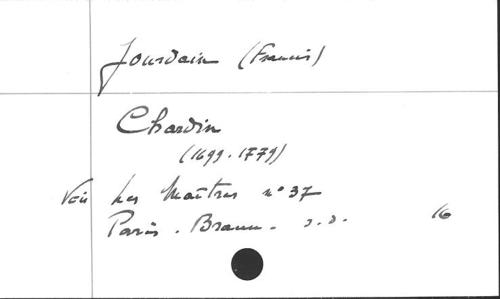 Jourdain (Francis)
Chardin
(1699-1779)
Voir Les Maîtres n° 37
Paris. Braun. s.d. 16